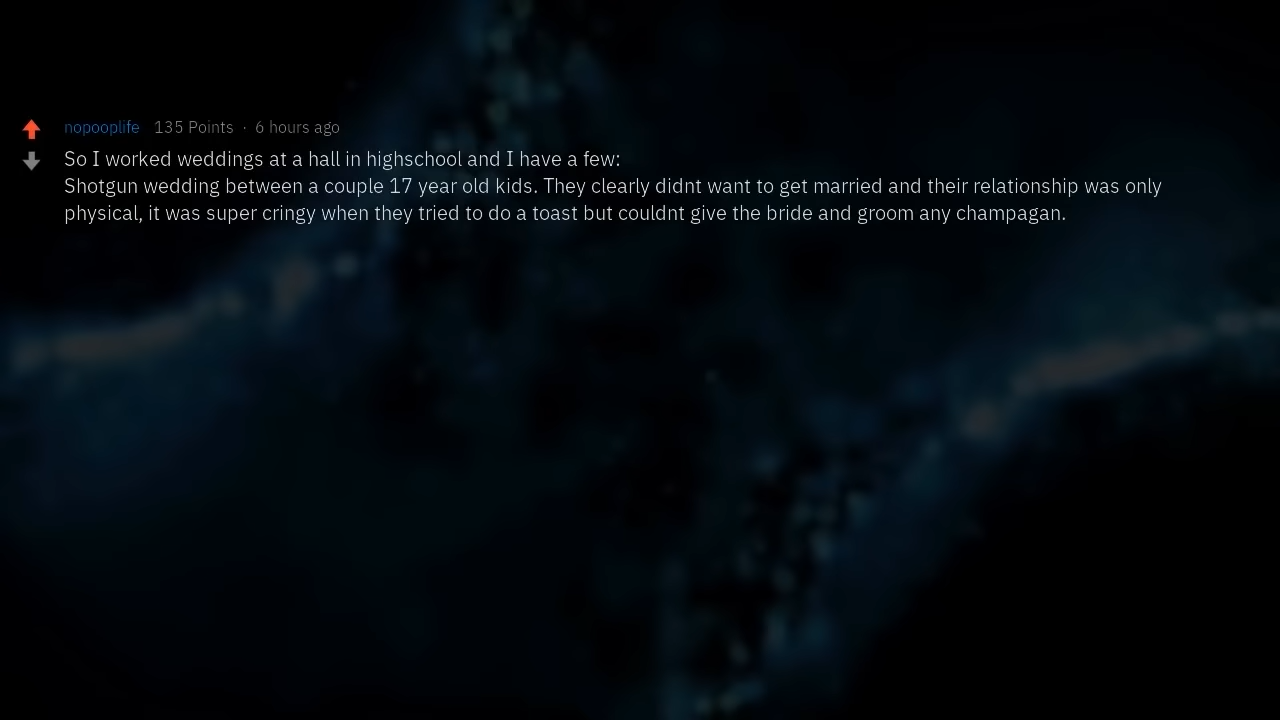 nopooplife 135 Points · 6 hours ago
So I worked weddings at a hall in highschool and I have a few:
Shotgun wedding between a couple 17 year old kids. They clearly didnt want to get married and their relationship was only
physical, it was super cringy when they tried to do a toast but couldnt give the bride and groom any champagan.